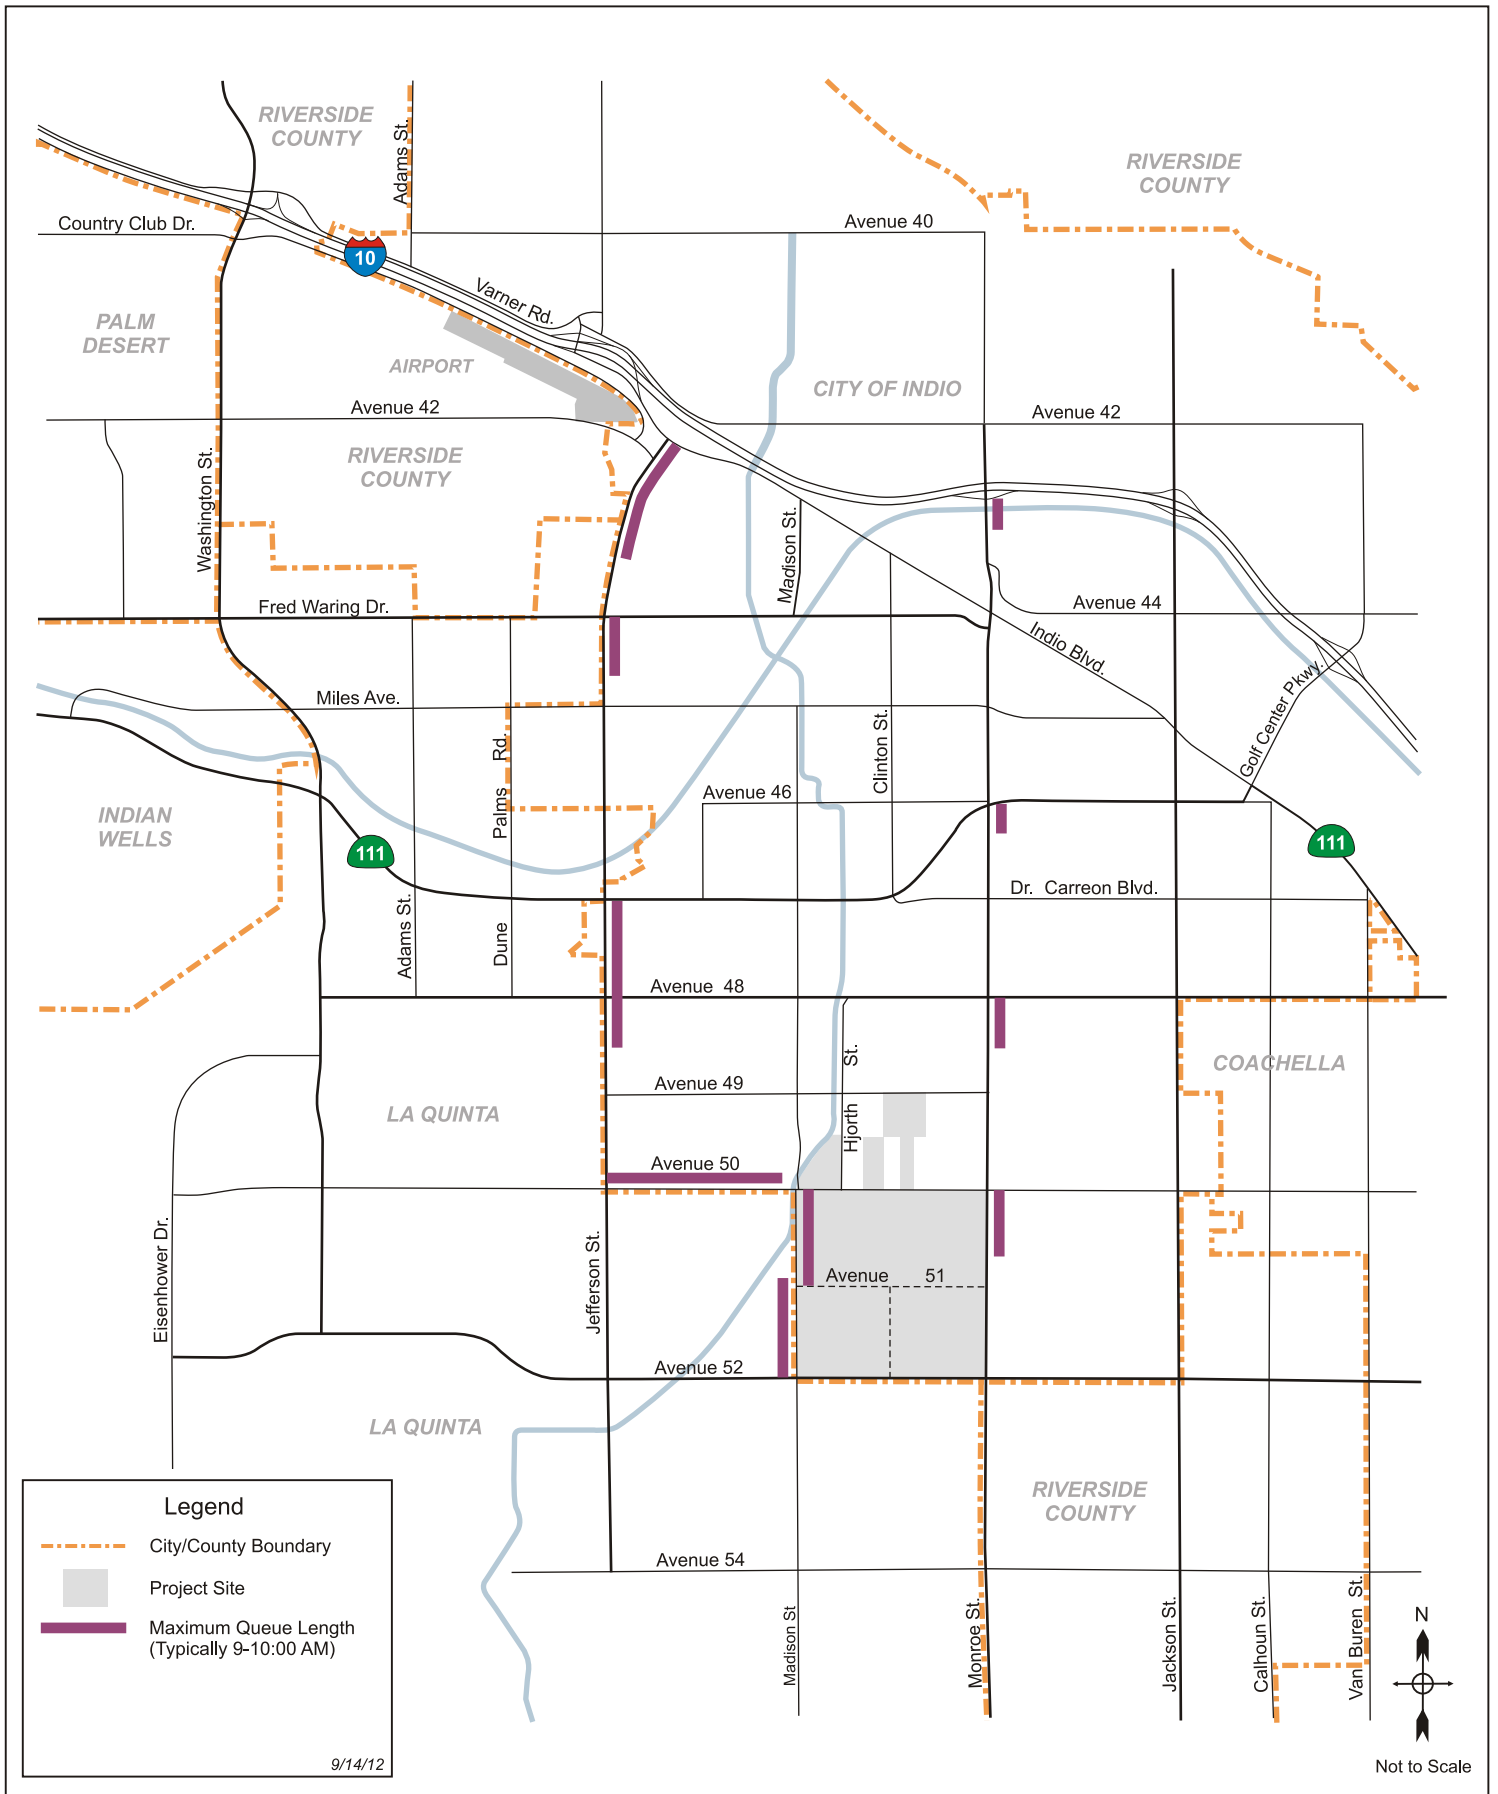 RIVERSIDE
COUNTY
Adams St.
RIVERSIDE
COUNTY
Country Club Dr.
Avenue 40
10
Varner Rd.
PALM
DESERT
AIRPORT
CITY OF INDIO
Avenue 42
Avenue 42
RIVERSIDE
COUNTY
Washington St.
Madison St.
Fred Waring Dr.
Avenue 44
Indio Blvd.
Golf Center Pkwy.
Miles Ave.
Clinton St.
Dune Palms Rd.
Avenue 46
INDIAN
WELLS
111
111
Dr. Carreon Blvd.
Adams St.
Avenue 48
Hjorth St.
COACHELLA
Avenue 49
LA QUINTA
Avenue 50
Eisenhower Dr.
Jefferson St.
Avenue 51
Avenue 52
LA QUINTA
RIVERSIDE
COUNTY
Avenue 54
Madison St
Monroe St.
Jackson St.
Calhoun St.
Van Buren St.
Legend
City/County Boundary
Project Site
Maximum Queue Length
(Typically 9-10:00 AM)
9/14/12
N
Not to Scale